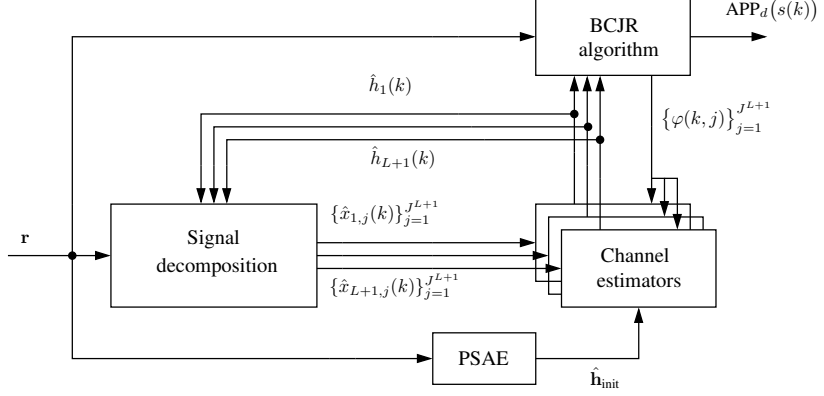 BCJR
algorithm
APP_d(s(k))
ĥ_1(k)
{φ(k, j)}_{j=1}^{J^{L+1}}
ĥ_{L+1}(k)
r
Signal
decomposition
{x̂_{1,j}(k)}_{j=1}^{J^{L+1}}
{x̂_{L+1,j}(k)}_{j=1}^{J^{L+1}}
Channel
estimators
PSAE
ĥ_init